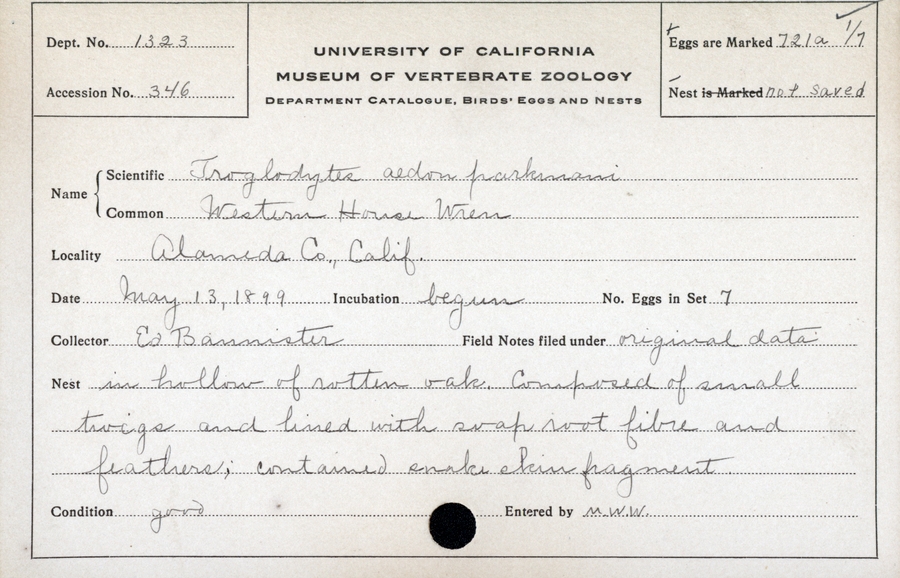 Dept. No. 1323
Accession No. 346
UNIVERSITY OF CALIFORNIA
MUSEUM OF VERTEBRATE ZOOLOGY
DEPARTMENT CATALOGUE, BIRDS' EGGS AND NESTS
Eggs are Marked 721a 1/7
Nest is Marked not saved
Name
Scientific Troglodytes aedon parkmani
Common Western House Wren
Locality Alameda Co., Calif.
Date May 13, 1899 Incubation begun No. Eggs in Set 7
Collector Ed Bannister Field Notes filed under original data
Nest in hollow of rotten oak. Composed of small
twigs and lined with soap root fibre and
feathers; contained snake skin fragment
Condition good Entered by M.W.W.